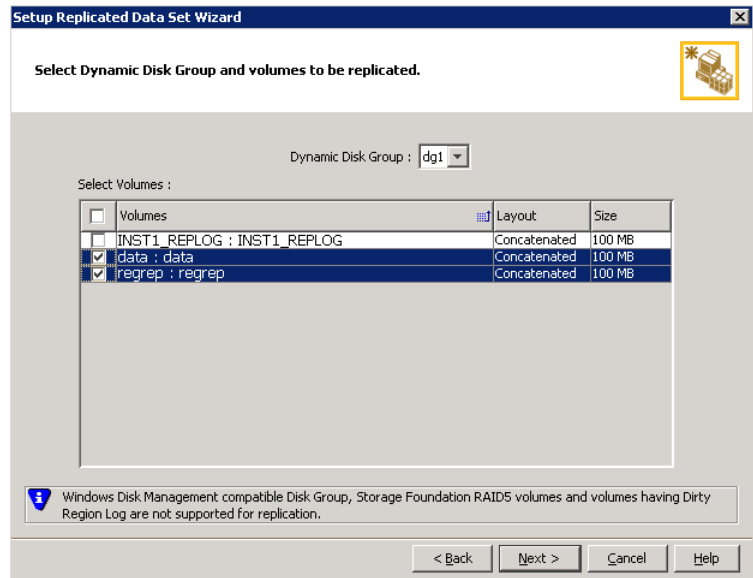 Setup Replicated Data Set Wizard
Select Dynamic Disk Group and volumes to be replicated.
Dynamic Disk Group : dg1
Select Volumes :
Volumes Layout Size
INST1_REPLOG : INST1_REPLOG Concatenated 100 MB
data : data Concatenated 100 MB
regrep : regrep Concatenated 100 MB
Windows Disk Management compatible Disk Group, Storage Foundation RAID5 volumes and volumes having Dirty
Region Log are not supported for replication.
< Back Next > Cancel Help